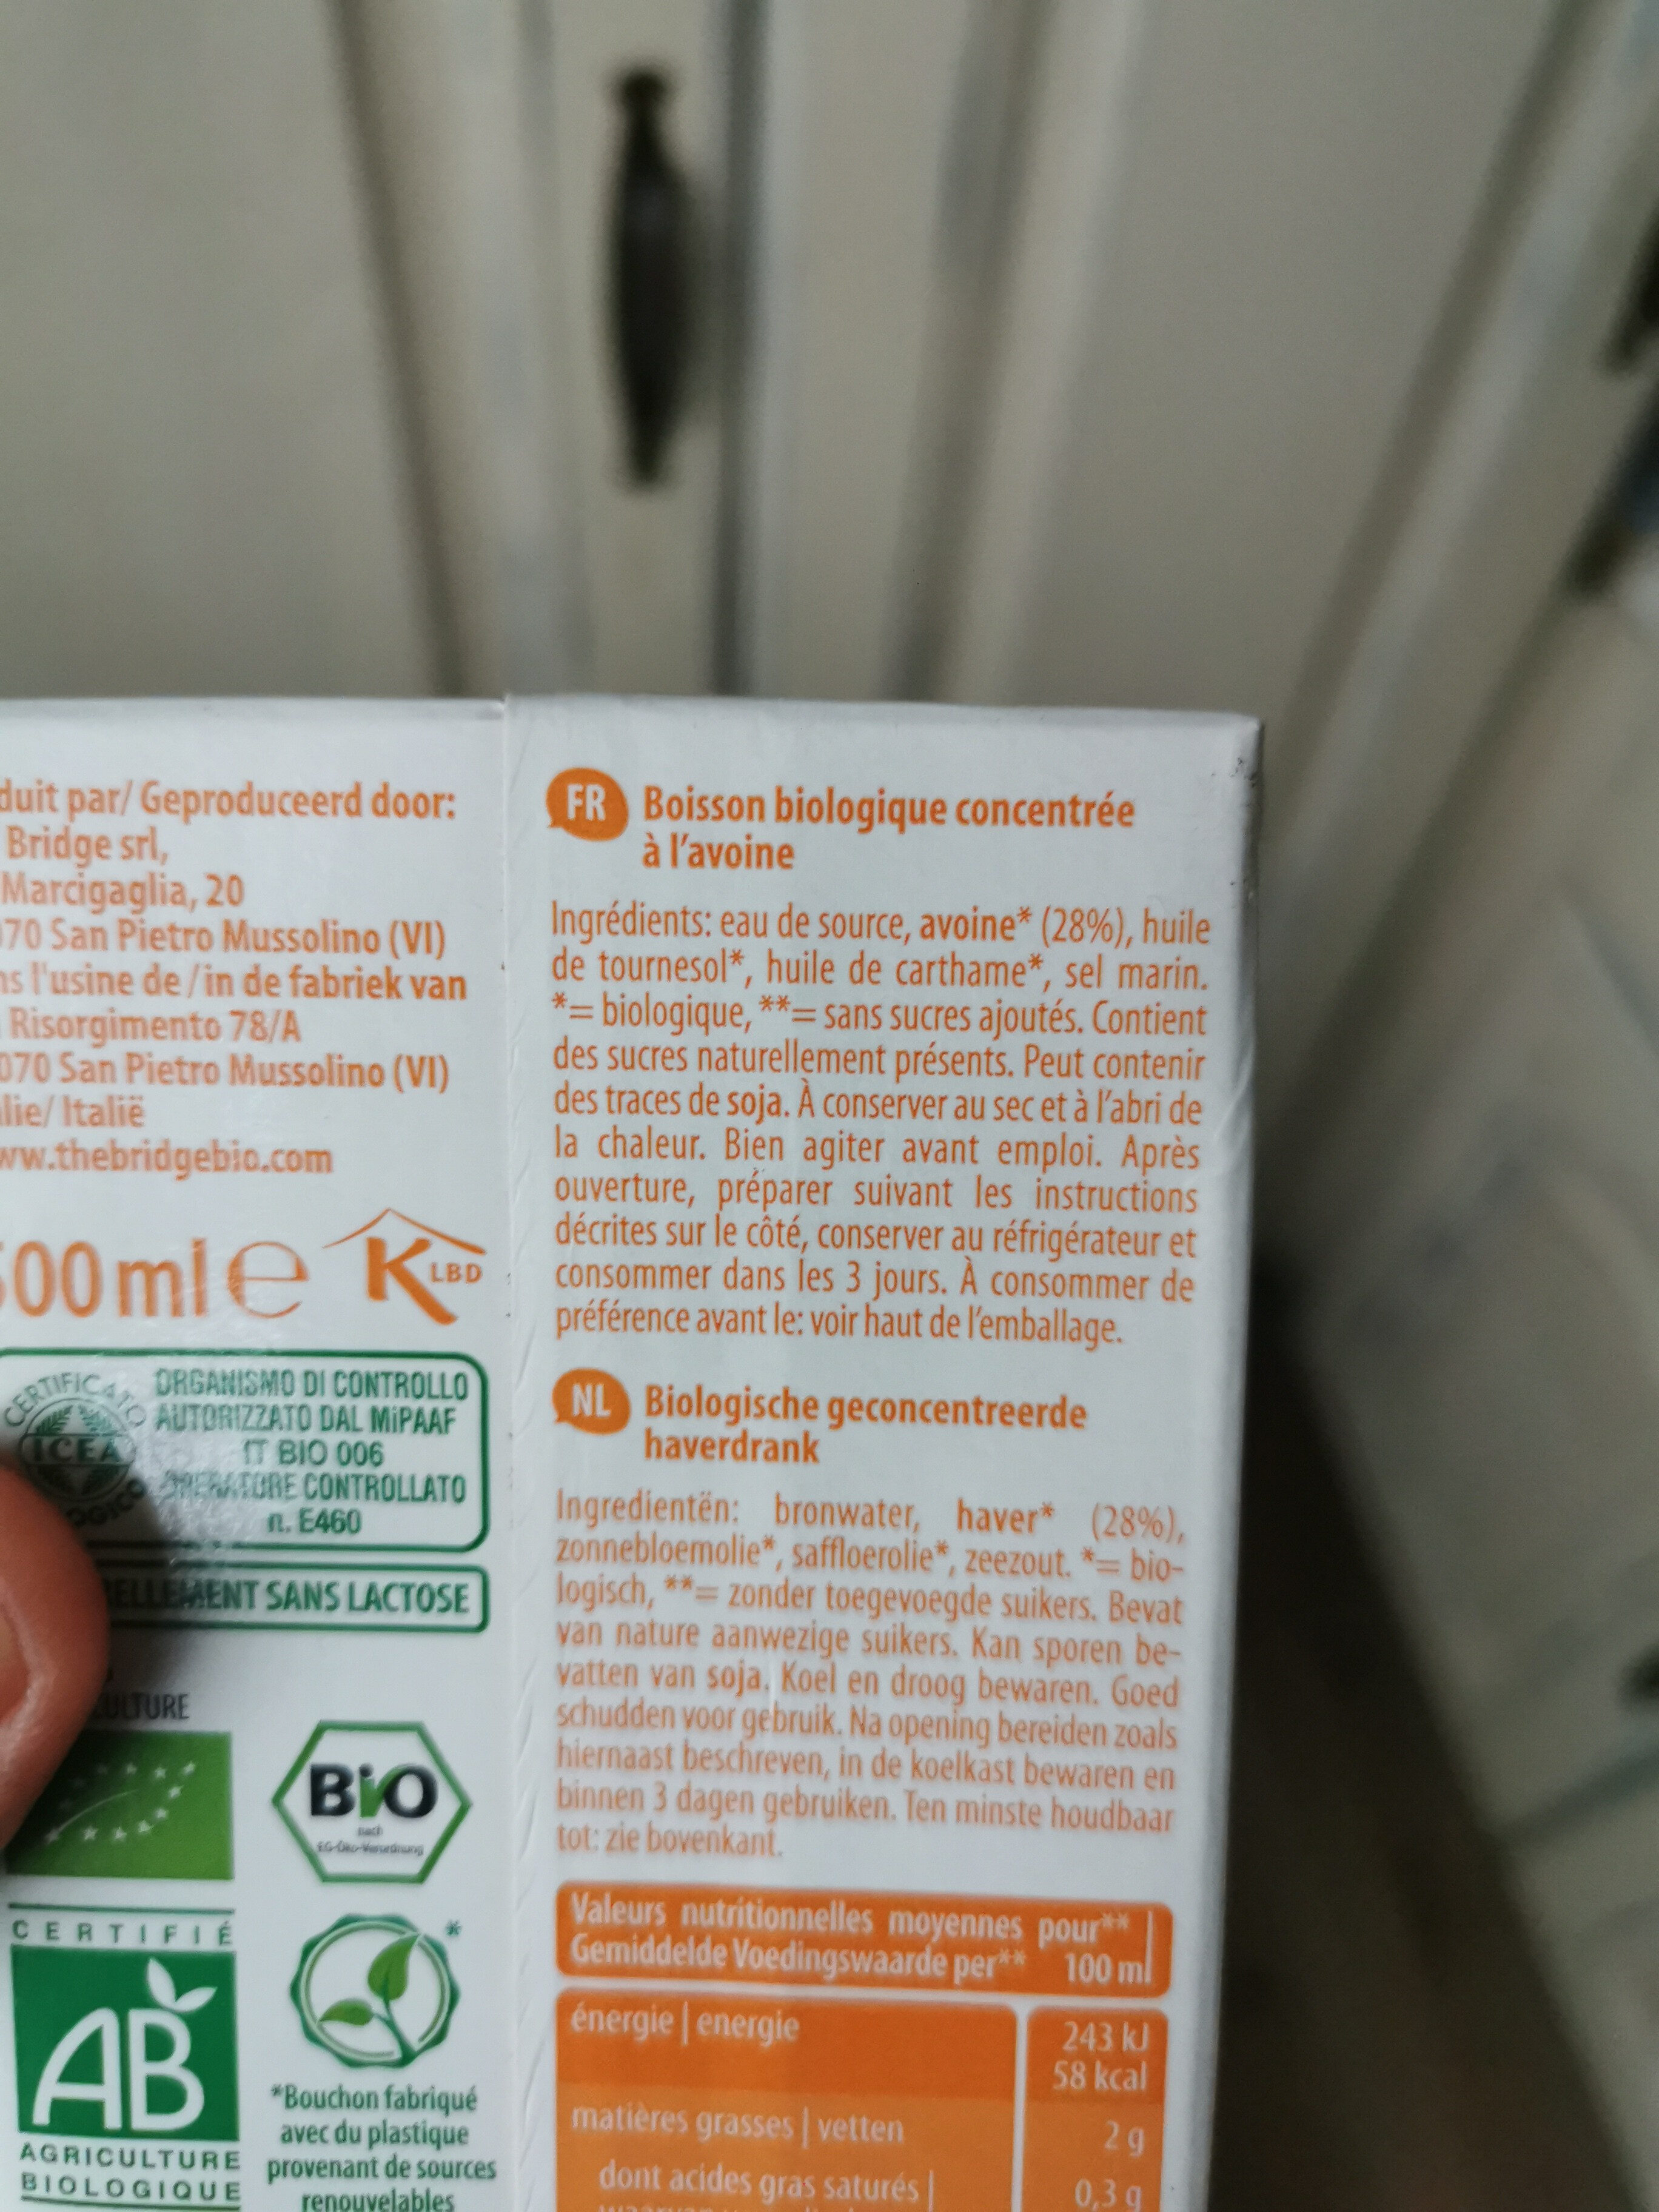 duit par/ Geproduceerd door:
Bridge srl,
Marcigaglia, 20
070 San Pietro Mussolino (VI)
ns l'usine de / in de fabriek van
Risorgimento 78/A
070 San Pietro Mussolino (VI)
alie/ Italië
ww.thebridgebio.com
500 ml e K LBD
CERTIFICATO
ICEA
ORGANISMO DI CONTROLLO
AUTORIZZATO DAL MiPAAF
IT BIO 006
OPERATORE CONTROLLATO
n. E460
ELLEMENT SANS LACTOSE
CULTURE
BIO
nach
EG-Öko-Verordnung
CERTIFIÉ
AB
AGRICULTURE
BIOLOGIQUE
*
*Bouchon fabriqué
avec du plastique
provenant de sources
renouvelables
FR Boisson biologique concentrée
à l'avoine
Ingrédients: eau de source, avoine* (28%), huile
de tournesol*, huile de carthame*, sel marin.
*= biologique, **= sans sucres ajoutés. Contient
des sucres naturellement présents. Peut contenir
des traces de soja. À conserver au sec et à l'abri de
la chaleur. Bien agiter avant emploi. Après
ouverture, préparer suivant les instructions
décrites sur le côté, conserver au réfrigérateur et
consommer dans les 3 jours. À consommer de
préférence avant le: voir haut de l'emballage.
NL Biologische geconcentreerde
haverdrank
Ingredientën: bronwater, haver* (28%),
zonnebloemolie*, saffloerolie*, zeezout. *= bio-
logisch, **= zonder toegevoegde suikers. Bevat
van nature aanwezige suikers. Kan sporen be-
vatten van soja. Koel en droog bewaren. Goed
schudden voor gebruik. Na opening bereiden zoals
hiernaast beschreven, in de koelkast bewaren en
binnen 3 dagen gebruiken. Ten minste houdbaar
tot: zie bovenkant.
Valeurs nutritionnelles moyennes pour**
Gemiddelde Voedingswaarde per** 100 ml
énergie | energie 243 kJ
58 kcal
matières grasses | vetten 2 g
dont acides gras saturés | 0,3 g